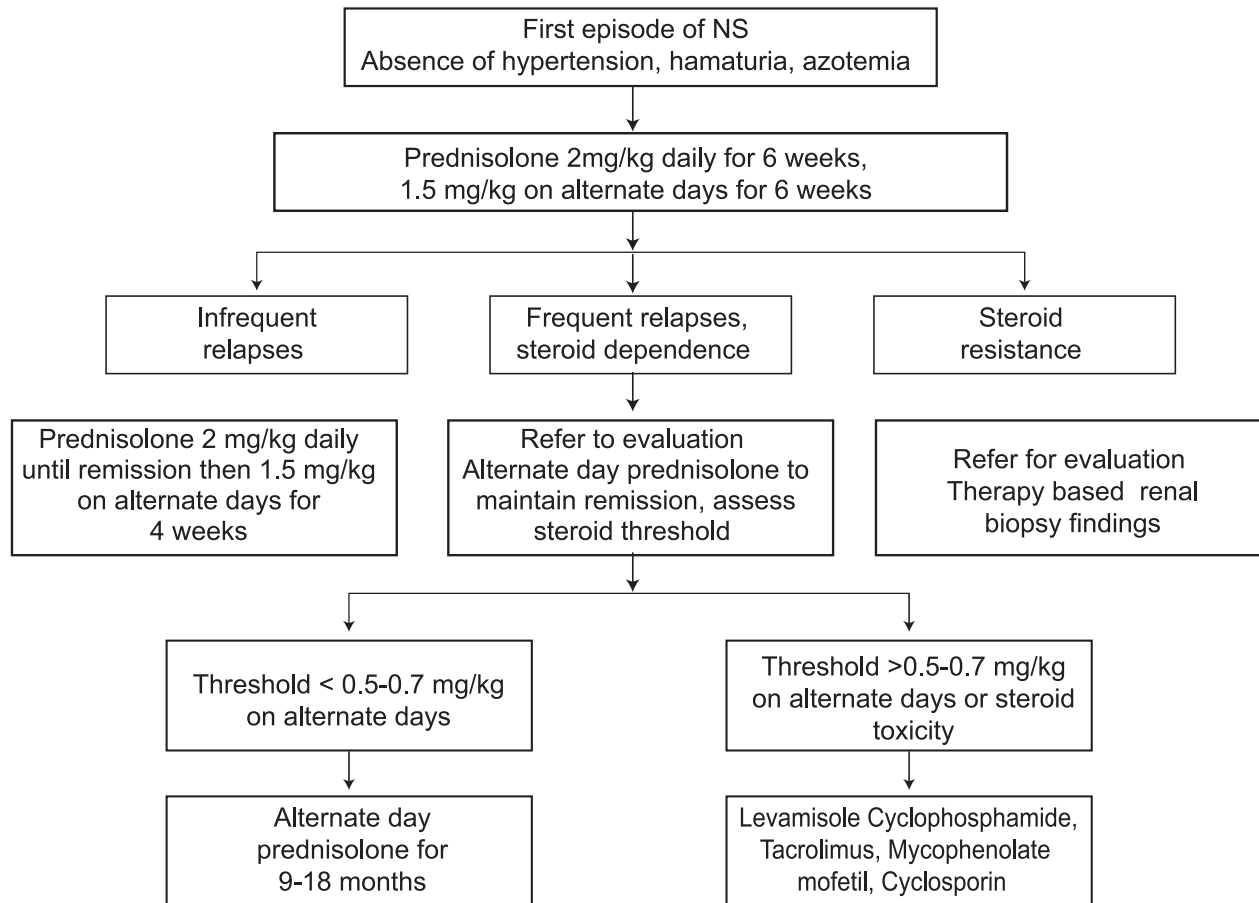 First episode of NS
Absence of hypertension, hamaturia, azotemia
Prednisolone 2mg/kg daily for 6 weeks,
1.5 mg/kg on alternate days for 6 weeks
Infrequent
relapses
Frequent relapses,
steroid dependence
Steroid
resistance
Prednisolone 2 mg/kg daily
until remission then 1.5 mg/kg
on alternate days for
4 weeks
Refer to evaluation
Alternate day prednisolone to
maintain remission, assess
steroid threshold
Refer for evaluation
Therapy based renal
biopsy findings
Threshold < 0.5-0.7 mg/kg
on alternate days
Threshold >0.5-0.7 mg/kg
on alternate days or steroid
toxicity
Alternate day
prednisolone for
9-18 months
Levamisole Cyclophosphamide,
Tacrolimus, Mycophenolate
mofetil, Cyclosporin